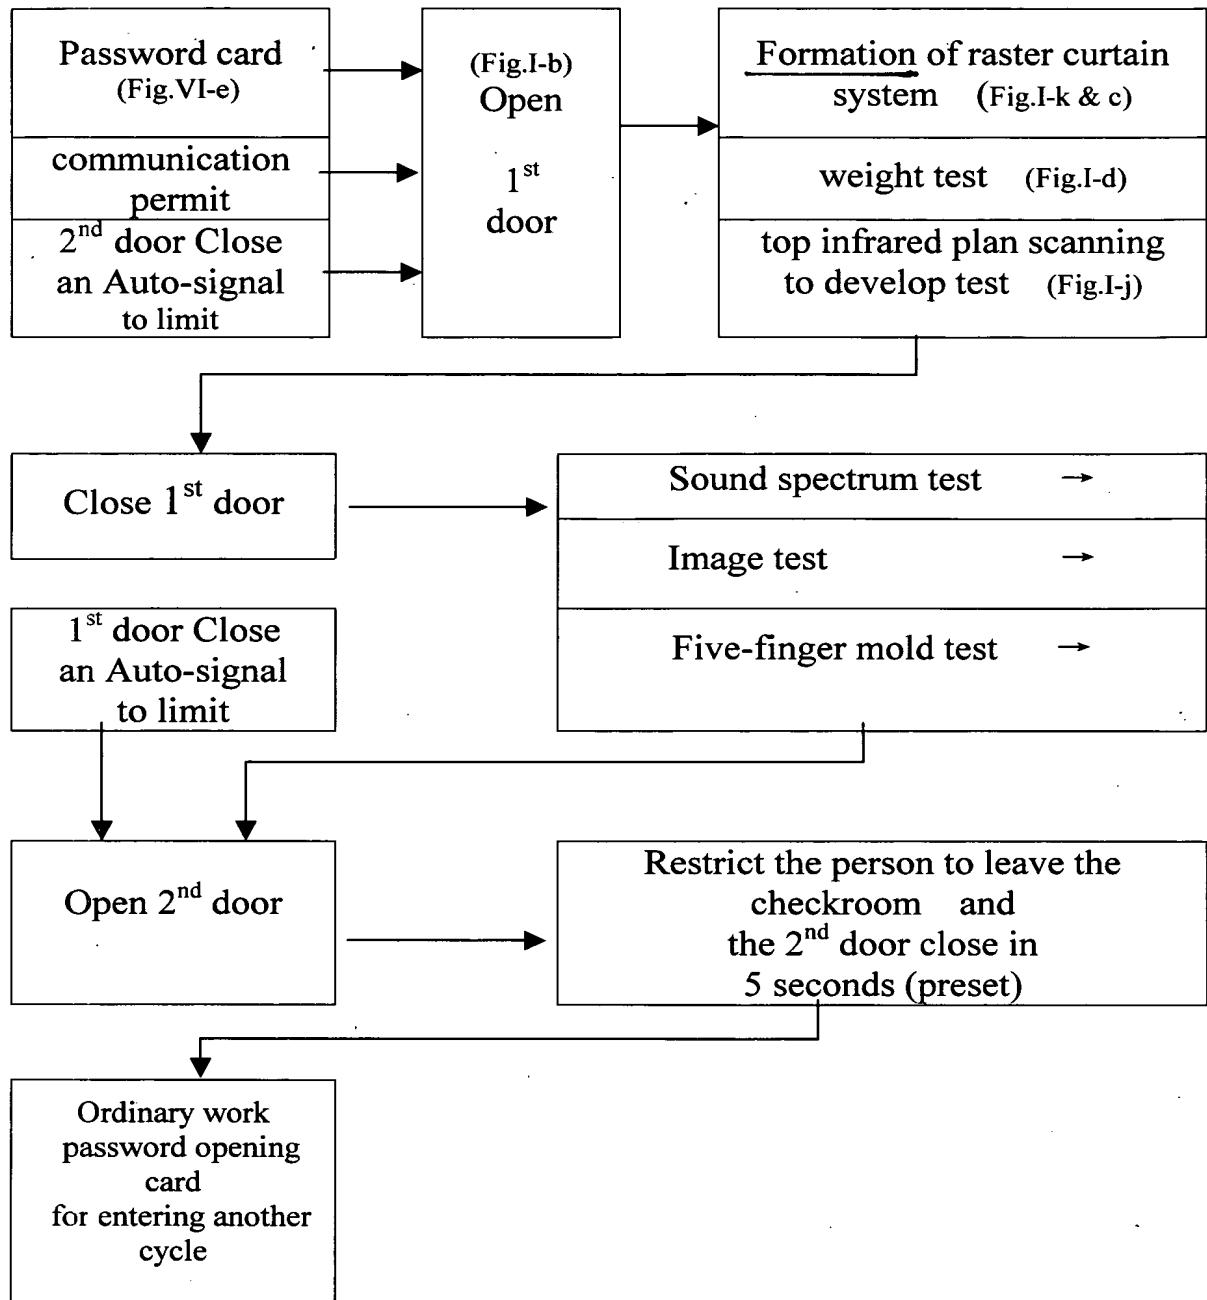 Password card
(Fig.VI-e)
communication
permit
2nd door Close
an Auto-signal
to limit
(Fig.I-b)
Open
1st
door
Formation of raster curtain
system (Fig.I-k & c)
weight test (Fig.I-d)
top infrared plan scanning
to develop test (Fig.I-j)
Close 1st door
Sound spectrum test →
Image test →
Five-finger mold test →
1st door Close
an Auto-signal
to limit
Open 2nd door
Restrict the person to leave the
checkroom and
the 2nd door close in
5 seconds (preset)
Ordinary work
password opening
card
for entering another
cycle